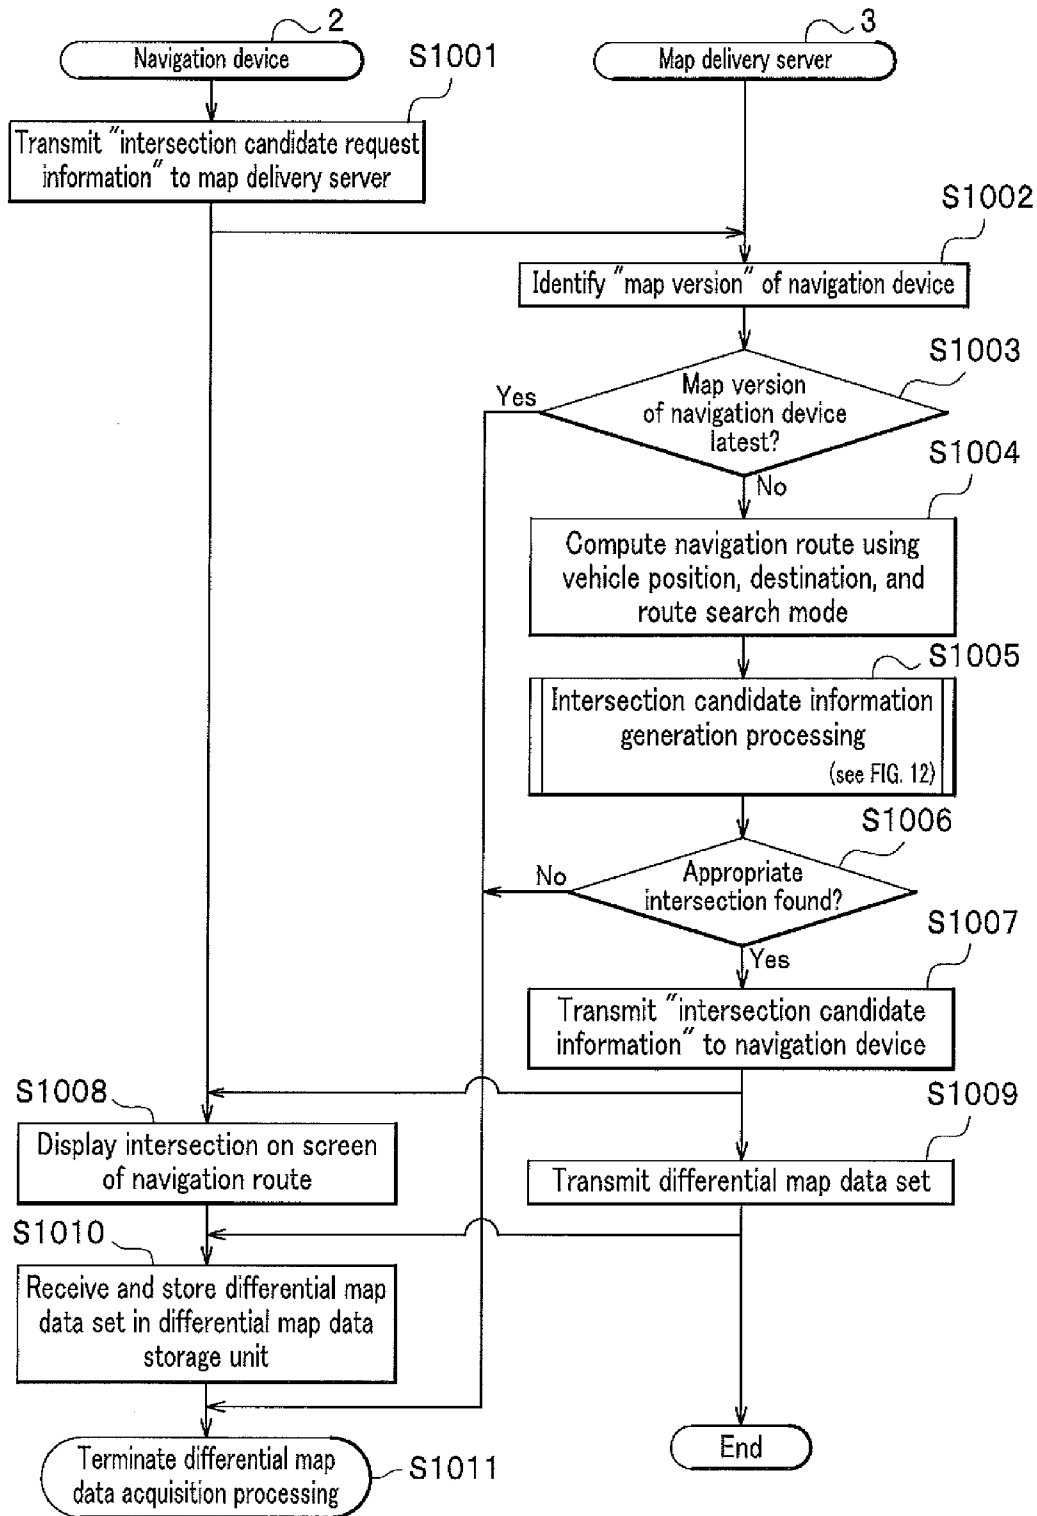 2
Navigation device
3
Map delivery server
S1001
Transmit "intersection candidate request
information" to map delivery server
S1002
Identify "map version" of navigation device
S1003
Map version
of navigation device
latest?
Yes
No
S1004
Compute navigation route using
vehicle position, destination, and
route search mode
S1005
Intersection candidate information
generation processing
(see FIG. 12)
S1006
Appropriate
intersection found?
No
Yes
S1007
Transmit "intersection candidate
information" to navigation device
S1008
Display intersection on screen
of navigation route
S1009
Transmit differential map data set
S1010
Receive and store differential map
data set in differential map data
storage unit
End
Terminate differential map
data acquisition processing
S1011